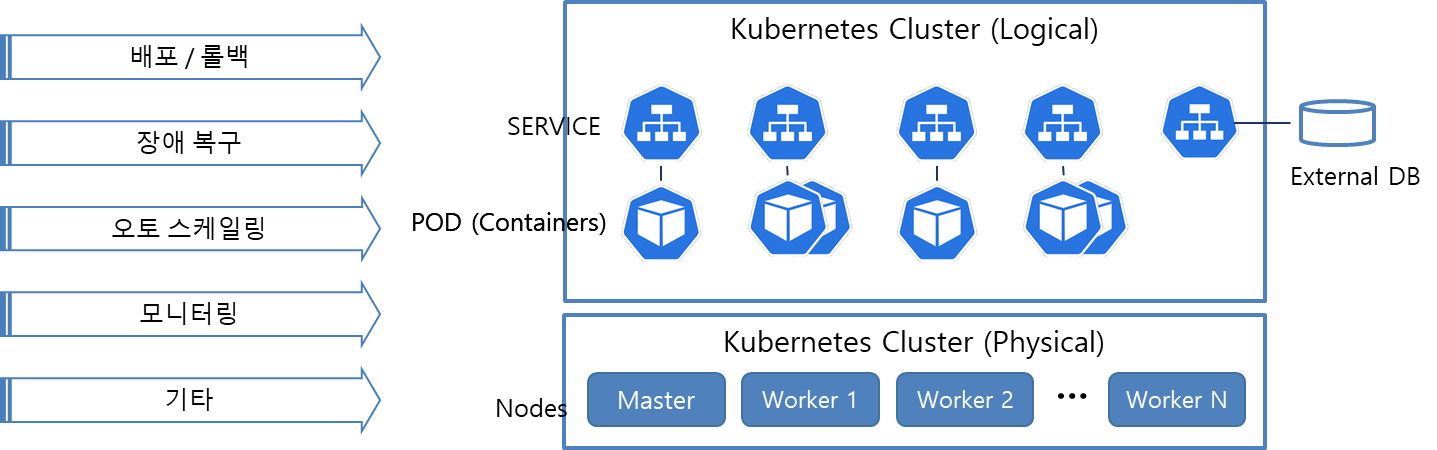 배포 / 롤백
장애 복구
오토 스케일링
모니터링
기타
Kubernetes Cluster (Logical)
SERVICE
POD (Containers)
External DB
Kubernetes Cluster (Physical)
Nodes
Master
Worker 1
Worker 2
...
Worker N